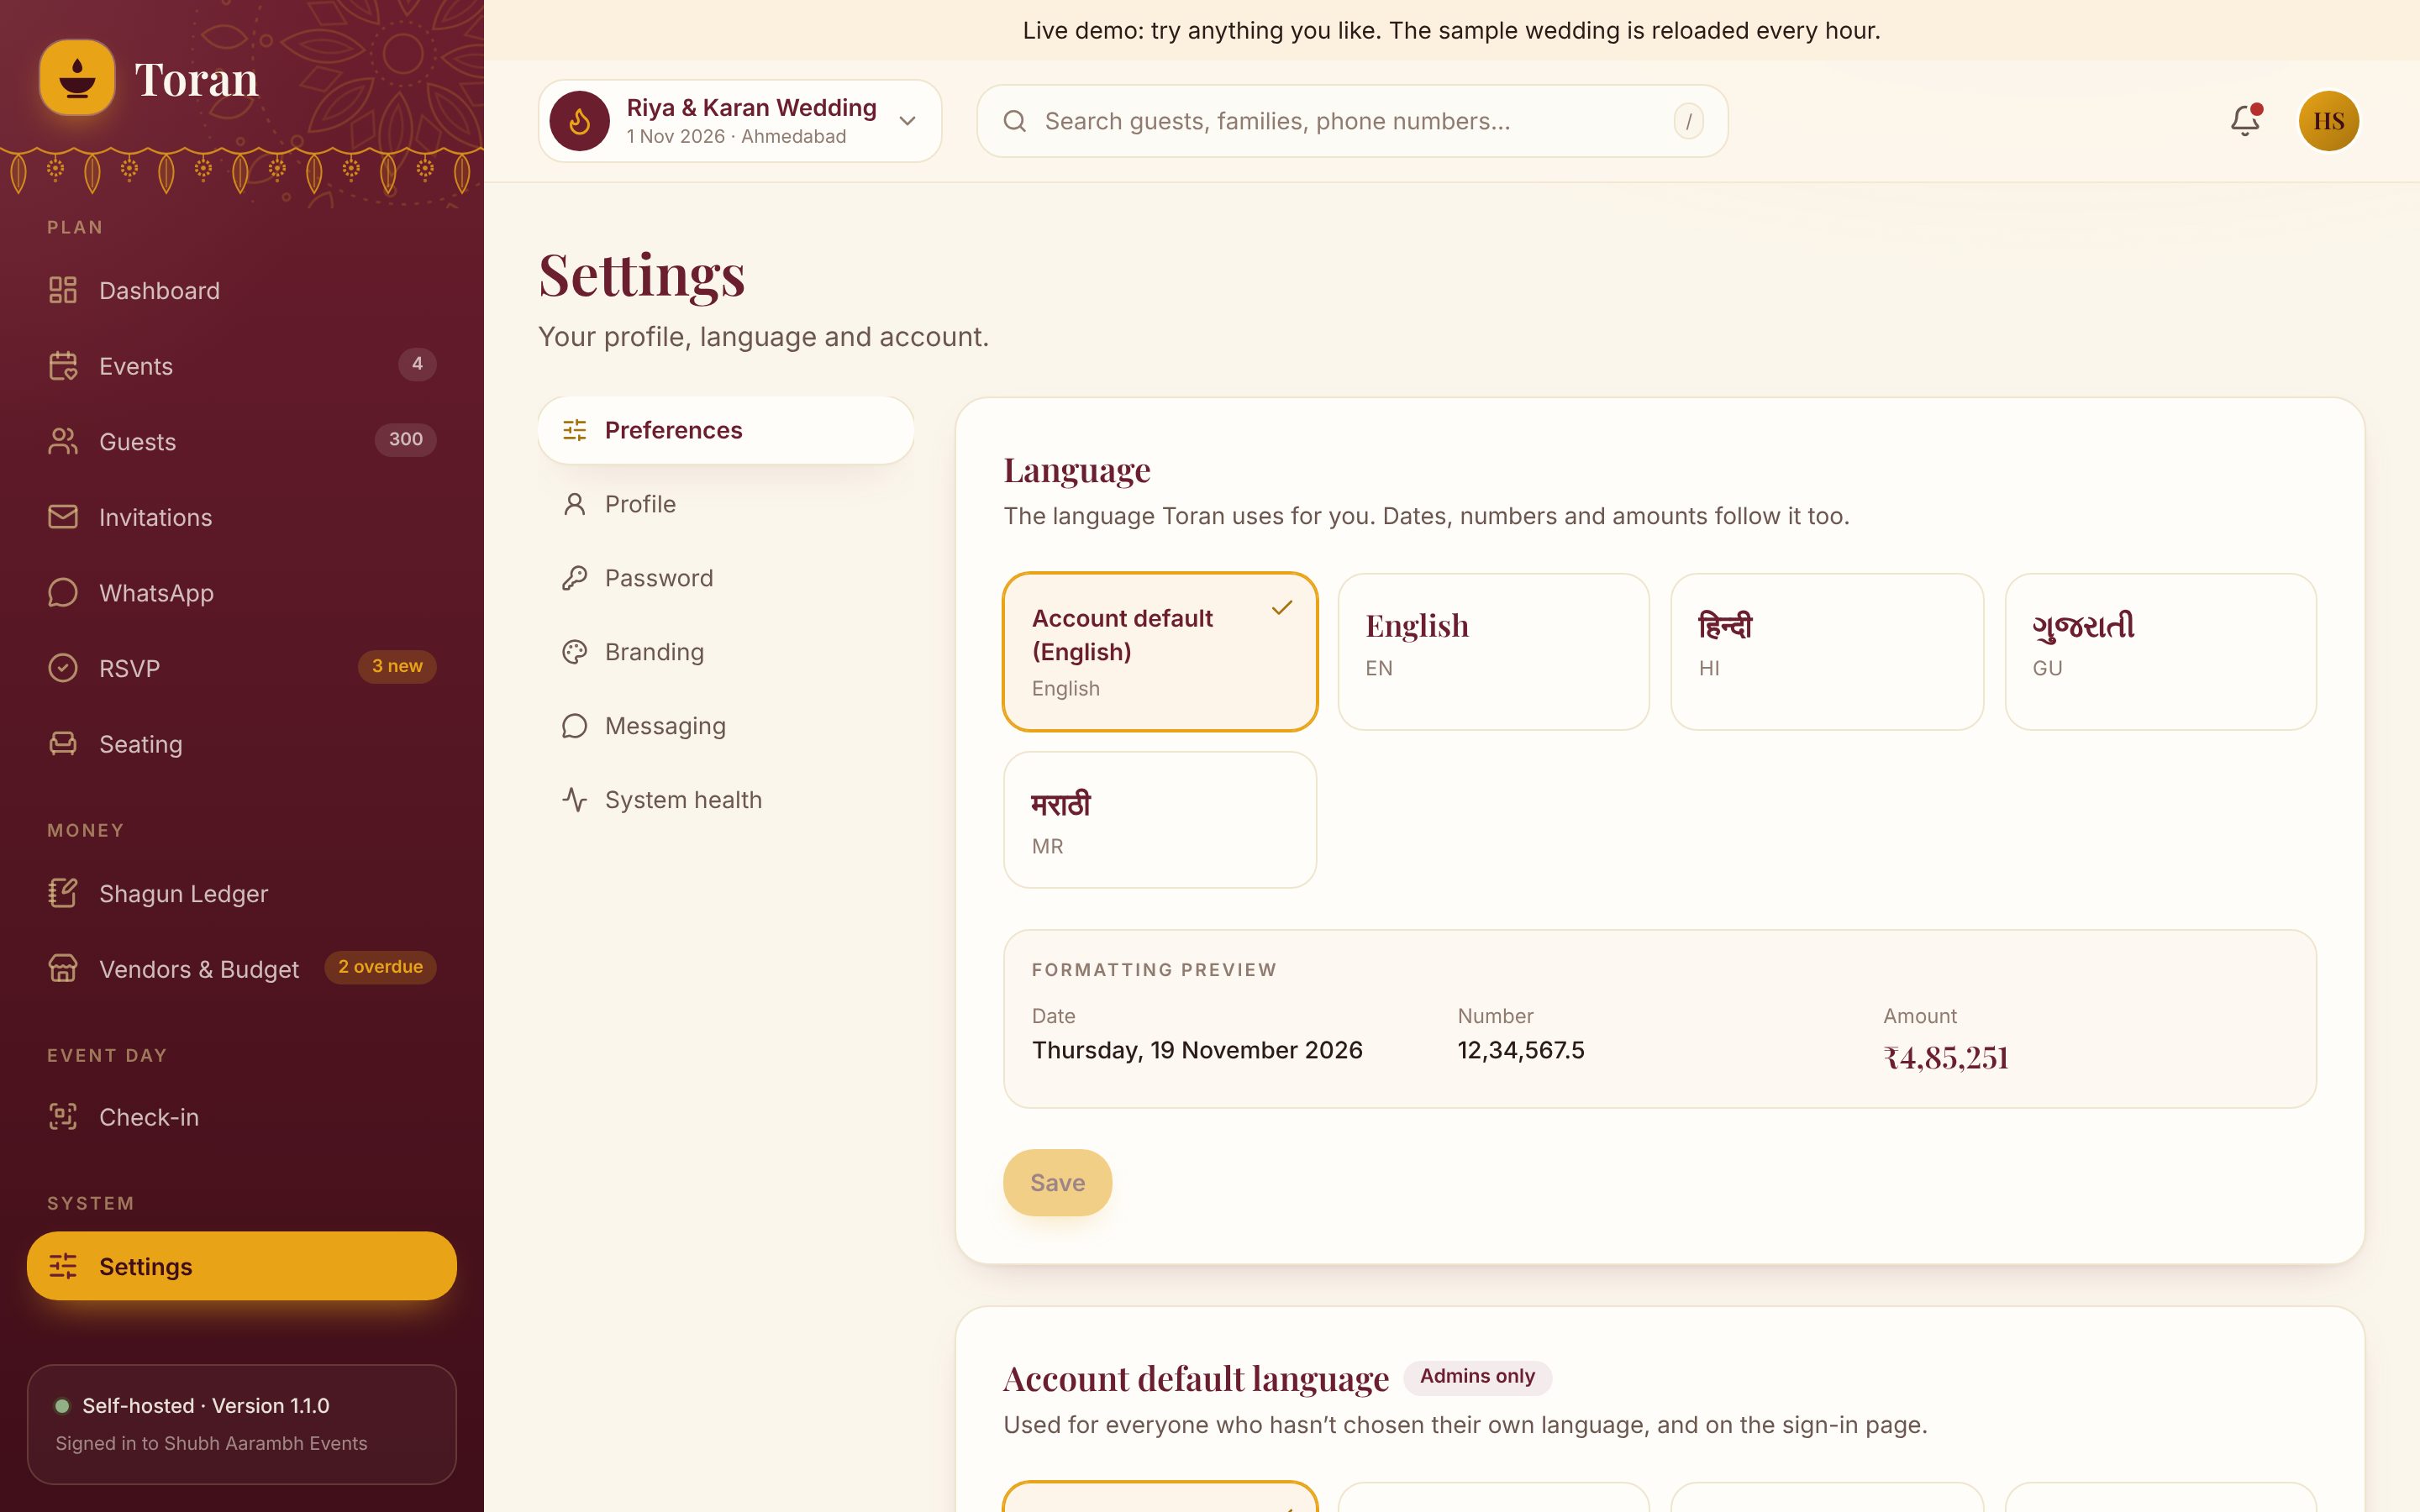 Toran
PLAN
Dashboard
Events 4
Guests 300
Invitations
WhatsApp
RSVP 3 new
Seating
MONEY
Shagun Ledger
Vendors & Budget 2 overdue
EVENT DAY
Check-in
SYSTEM
Settings
Self-hosted · Version 1.1.0
Signed in to Shubh Aarambh Events
Live demo: try anything you like. The sample wedding is reloaded every hour.
Riya & Karan Wedding
1 Nov 2026 · Ahmedabad
Search guests, families, phone numbers... /
HS
Settings
Your profile, language and account.
Preferences
Profile
Password
Branding
Messaging
System health
Language
The language Toran uses for you. Dates, numbers and amounts follow it too.
Account default
(English)
English
English
EN
हिन्दी
HI
ગુજરાતી
GU
मराठी
MR
FORMATTING PREVIEW
Date
Thursday, 19 November 2026
Number
12,34,567.5
Amount
₹4,85,251
Save
Account default language Admins only
Used for everyone who hasn’t chosen their own language, and on the sign-in page.